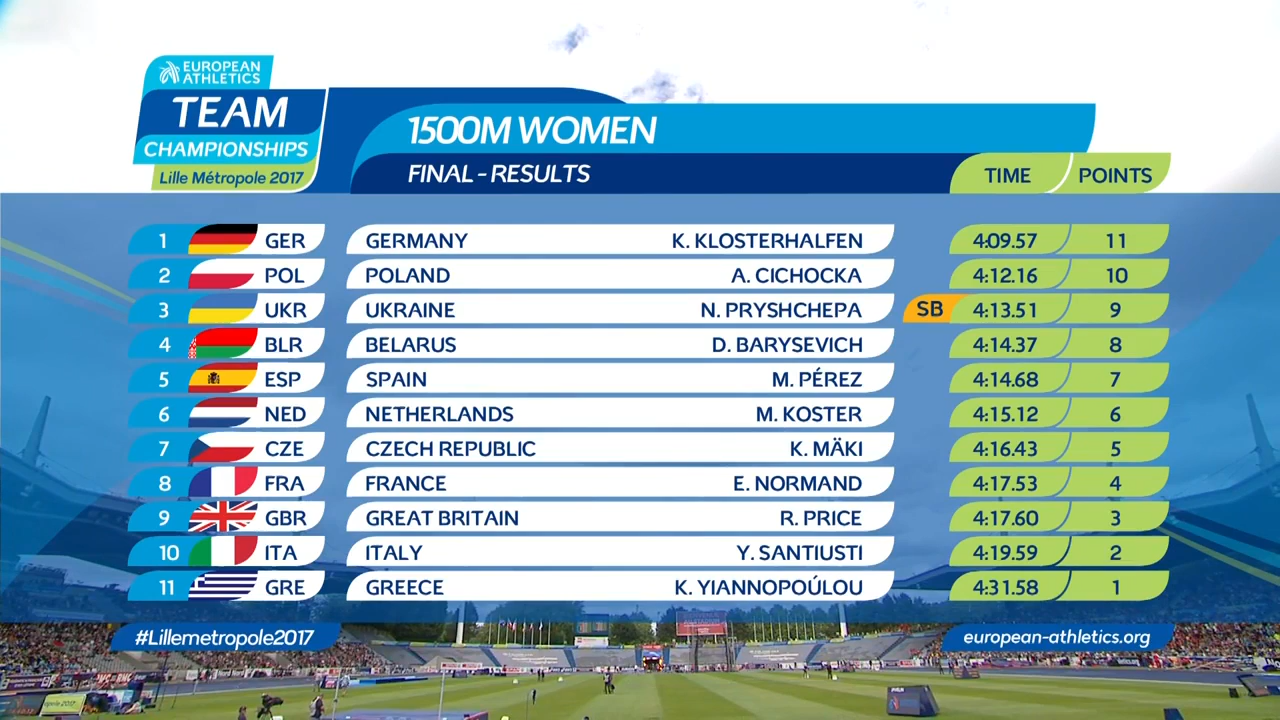 EUROPEAN
ATHLETICS
TEAM
CHAMPIONSHIPS
Lille Métropole 2017
1500M WOMEN
FINAL - RESULTS
TIME POINTS
1 GER GERMANY K. KLOSTERHALFEN 4:09.57 11
2 POL POLAND A. CICHOCKA 4:12.16 10
3 UKR UKRAINE N. PRYSHCHEPA SB 4:13.51 9
4 BLR BELARUS D. BARYSEVICH 4:14.37 8
5 ESP SPAIN M. PÉREZ 4:14.68 7
6 NED NETHERLANDS M. KOSTER 4:15.12 6
7 CZE CZECH REPUBLIC K. MÄKI 4:16.43 5
8 FRA FRANCE E. NORMAND 4:17.53 4
9 GBR GREAT BRITAIN R. PRICE 4:17.60 3
10 ITA ITALY Y. SANTIUSTI 4:19.59 2
11 GRE GREECE K. YIANNOPOÚLOU 4:31.58 1
#Lillemetropole2017 european-athletics.org